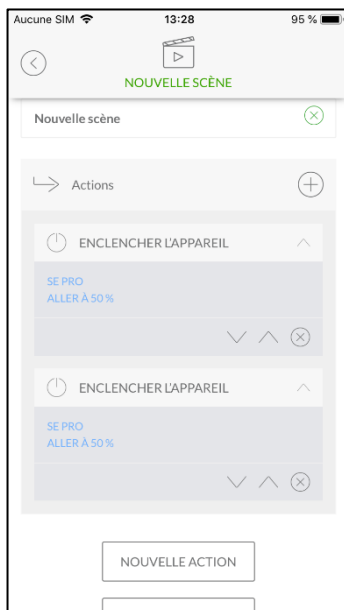 Aucune SIM 13:28 95 %
NOUVELLE SCÈNE
Nouvelle scène
Actions
ENCLENCHER L'APPAREIL
SE PRO
ALLER À 50 %
ENCLENCHER L'APPAREIL
SE PRO
ALLER À 50 %
NOUVELLE ACTION